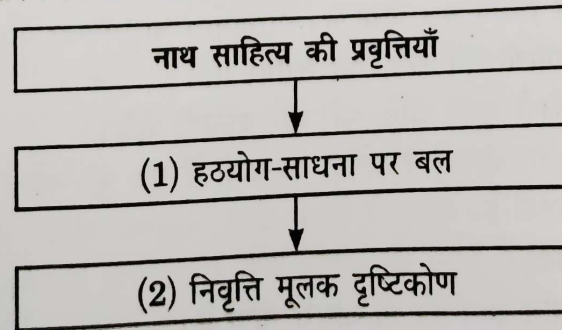 नाथ साहित्य की प्रवृत्तियाँ
(1) हठयोग-साधना पर बल
(2) निवृत्ति मूलक दृष्टिकोण